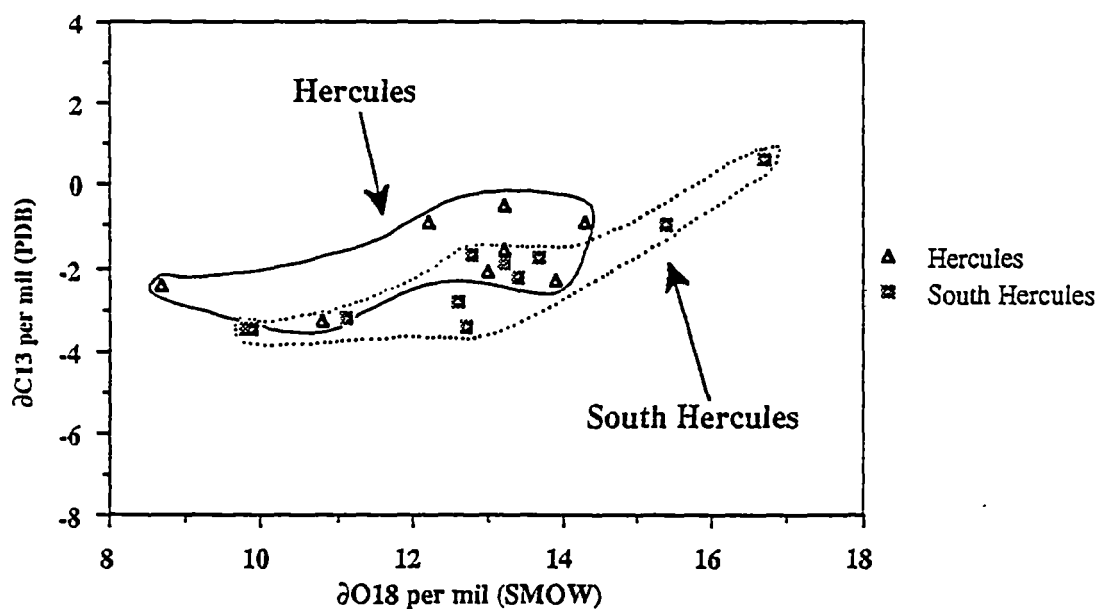 4
2
0
-2
-4
-6
-8
∂C13 per mil (PDB)
Hercules
South Hercules
8
10
12
14
16
18
∂O18 per mil (SMOW)
Hercules
South Hercules